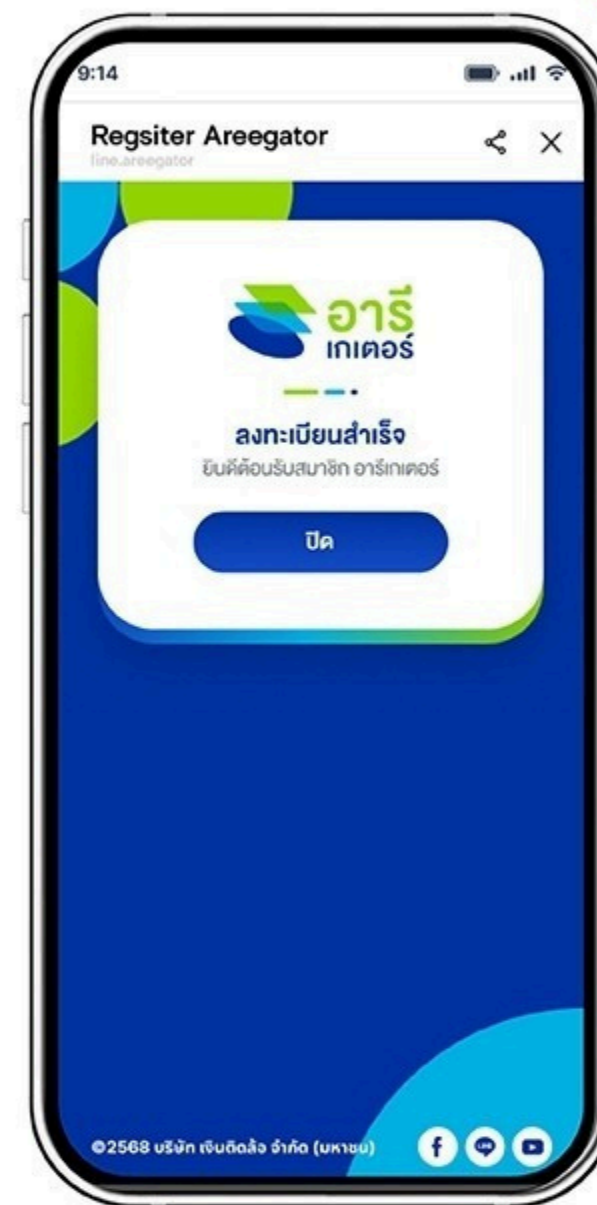 9:14
Regsiter Areegator
line.areegator
อารี
เกเตอร์
ลงทะเบียนสำเร็จ
ยินดีต้อนรับสมาชิก อารีเกเตอร์
ปิด
©2568 บริษัท เงินติดล้อ จำกัด (มหาชน)
f
LINE